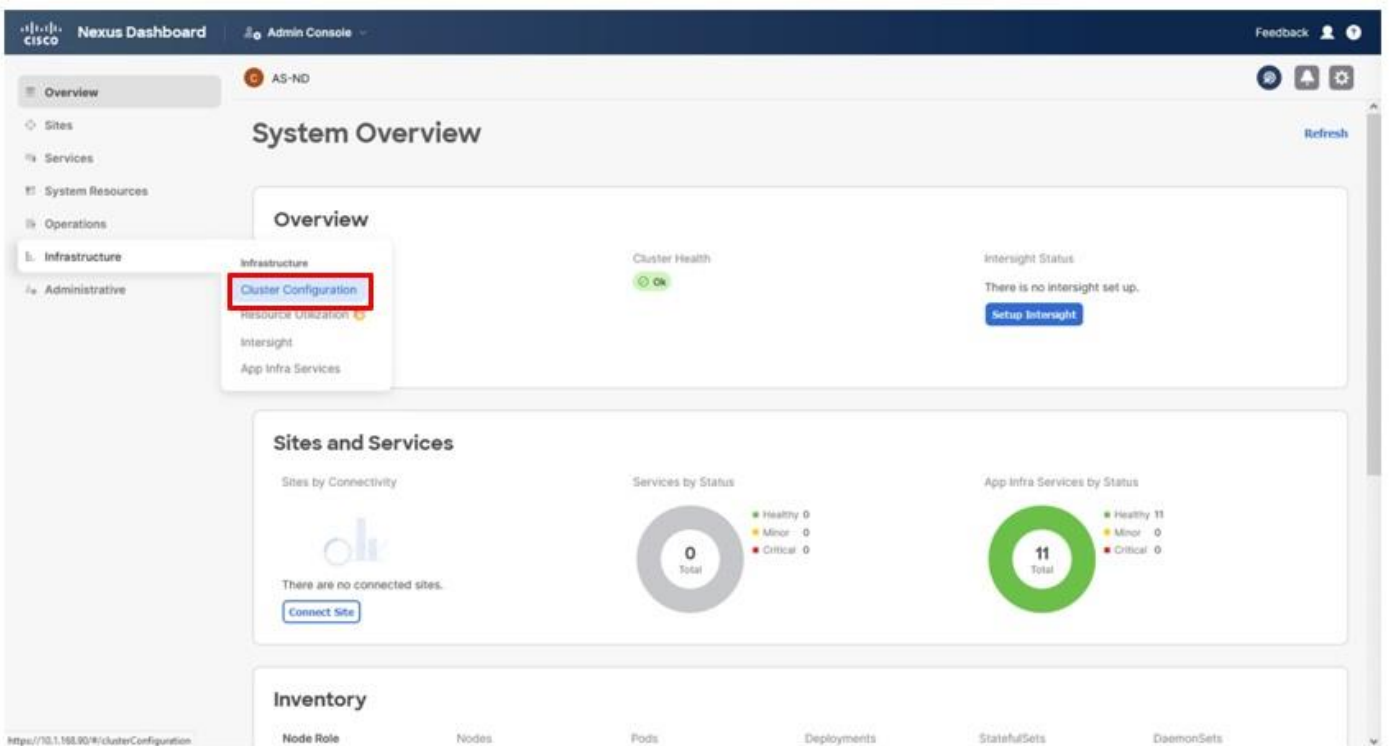 CISCO Nexus Dashboard Admin Console Feedback
Overview
Sites
Services
System Resources
Operations
Infrastructure
Administrative
AS-ND
System Overview
Refresh
Overview
Infrastructure
Cluster Configuration
Resource Utilization
Intersight
App Infra Services
Cluster Health
Ok
Intersight Status
There is no intersight set up.
Setup Intersight
Sites and Services
Sites by Connectivity
There are no connected sites.
Connect Site
Services by Status
0
Total
Healthy 0
Minor 0
Critical 0
App Infra Services by Status
11
Total
Healthy 11
Minor 0
Critical 0
Inventory
Node Role Nodes Pods Deployments StatefulSets DaemonSets
https://10.1.168.90/#/clusterConfiguration